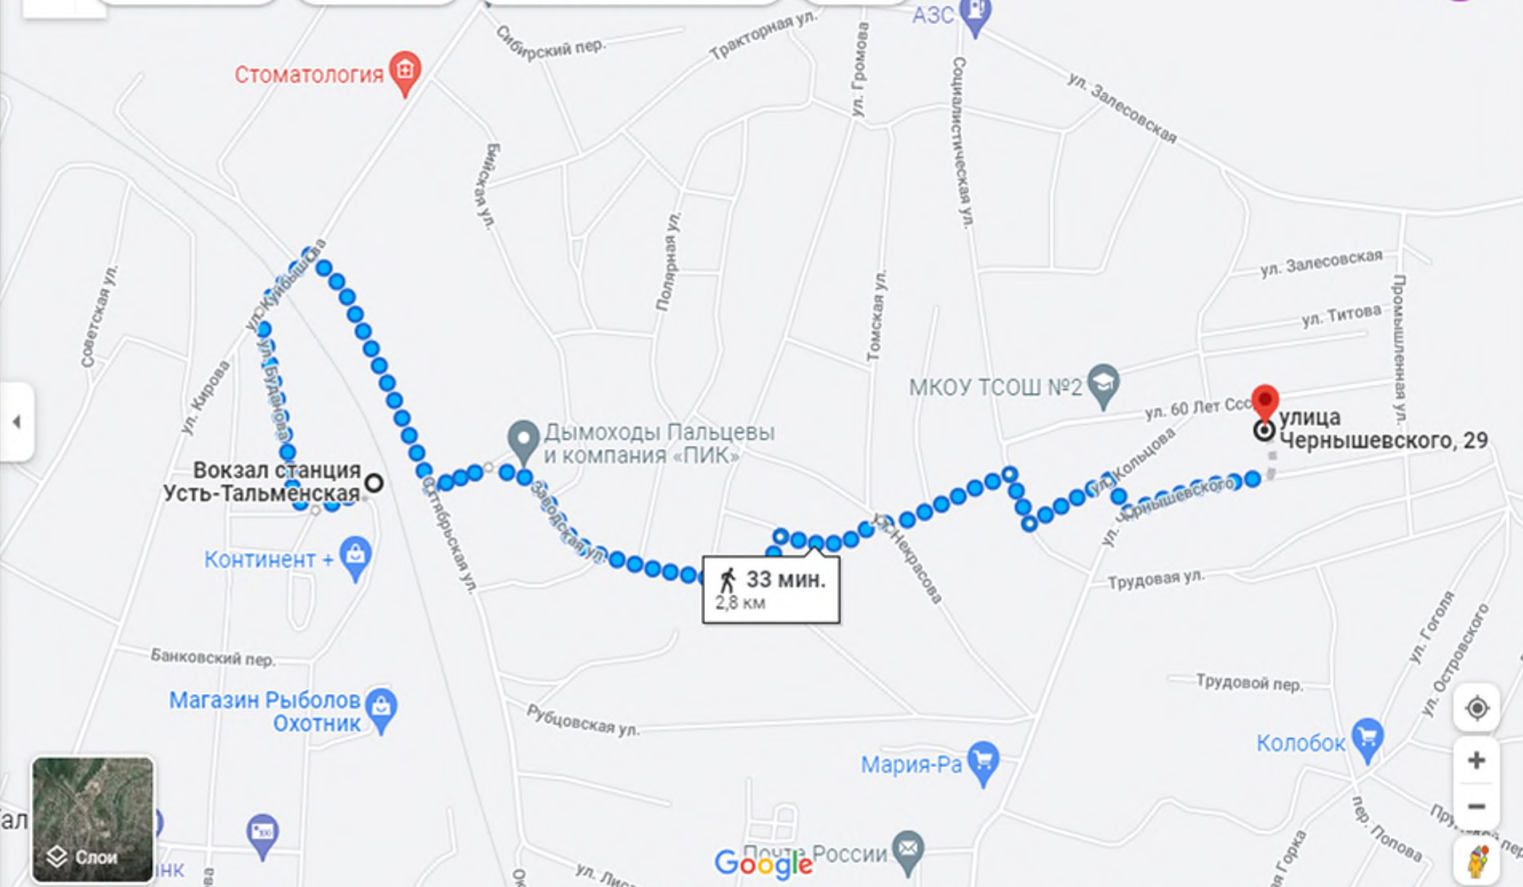 АЗС
Сибирский пер.
Тракторная ул.
Стоматология
ул. Громова
Социалистическая ул.
ул. Залесовская
Бийская ул.
Полярная ул.
ул. Куйбышева
Советская ул.
ул. Залесовская
Промышленная ул.
ул. Титова
Томская ул.
ул. Буданова
ул. Кирова
МКОУ ТСОШ №2
ул. 60 Лет Ссс
улица
Чернышевского, 29
Дымоходы Пальцевы
и компания «ПИК»
Вокзал станция
Усть-Тальменская
ул. Кольцова
ул. Чернышевского
Октябрьская ул.
Заводская ул.
ул. Некрасова
Континент +
33 мин.
2,8 км
Трудовая ул.
ул. Гоголя
ул. Островского
Банковский пер.
Трудовой пер.
Магазин Рыболов
Охотник
Рубцовская ул.
Колобок
Мария-Ра
пер. Попова
Слои
Google
Почта России